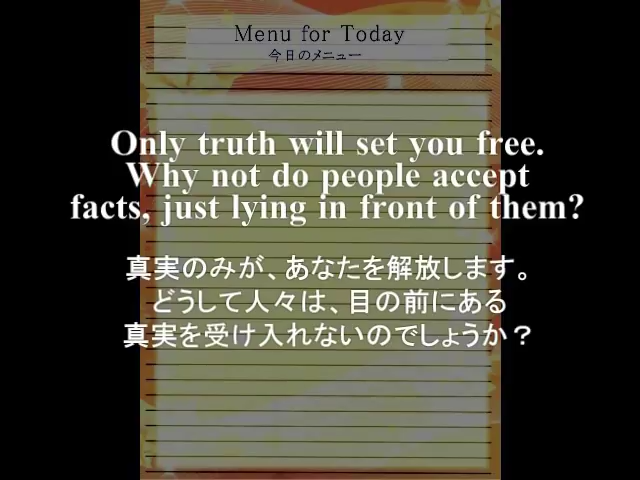 Menu for Today
今日のメニュー
Only truth will set you free.
Why not do people accept
facts, just lying in front of them?
真実のみが、あなたを解放します。
どうして人々は、目の前にある
真実を受け入れないのでしょうか？